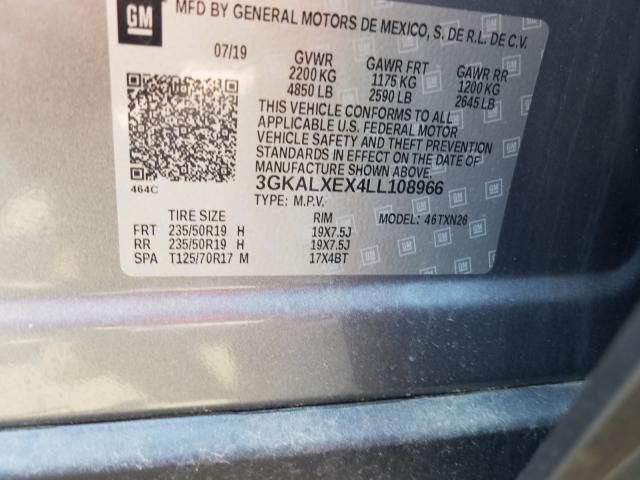 GM MFD BY GENERAL MOTORS DE MEXICO, S. DE R.L. DE C.V.
07/19 GVWR GAWR FRT GAWR RR
2200 KG 1175 KG 1200 KG
4850 LB 2590 LB 2645 LB
THIS VEHICLE CONFORMS TO ALL
APPLICABLE U.S. FEDERAL MOTOR
VEHICLE SAFETY AND THEFT PREVENTION
STANDARDS IN EFFECT ON THE DATE OF
MANUFACTURE SHOWN ABOVE.
464C 3GKALXEX4LL108966
TYPE: M.P.V.
TIRE SIZE RIM MODEL: 46TXN26
FRT 235/50R19 H 19X7.5J
RR 235/50R19 H 19X7.5J
SPA T125/70R17 M 17X4BT